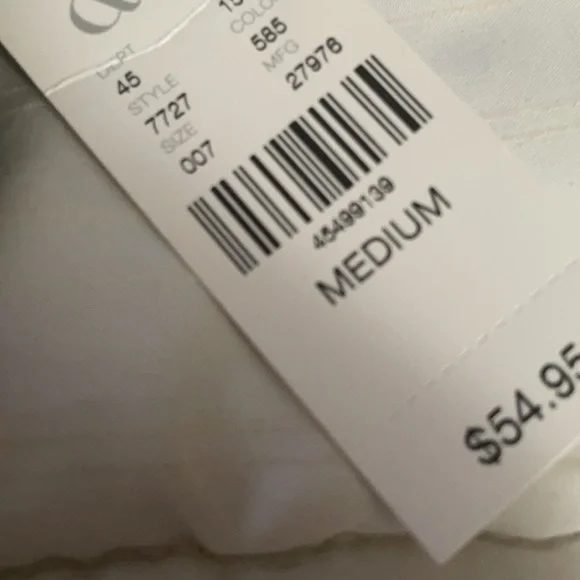 &
DEPT
45
COLOR
585
STYLE
7727
MFG
27976
SIZE
007
45499139
MEDIUM
$54.95